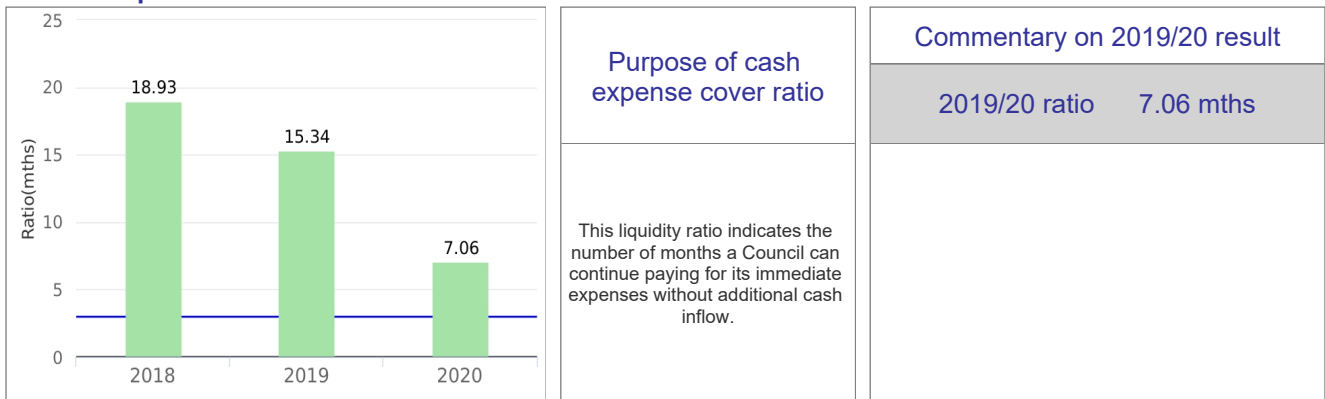 25
20
15
10
5
0
Ratio(mths)
18.93
15.34
7.06
2018 2019 2020
Purpose of cash
expense cover ratio
This liquidity ratio indicates the
number of months a Council can
continue paying for its immediate
expenses without additional cash
inflow.
Commentary on 2019/20 result
2019/20 ratio 7.06 mths